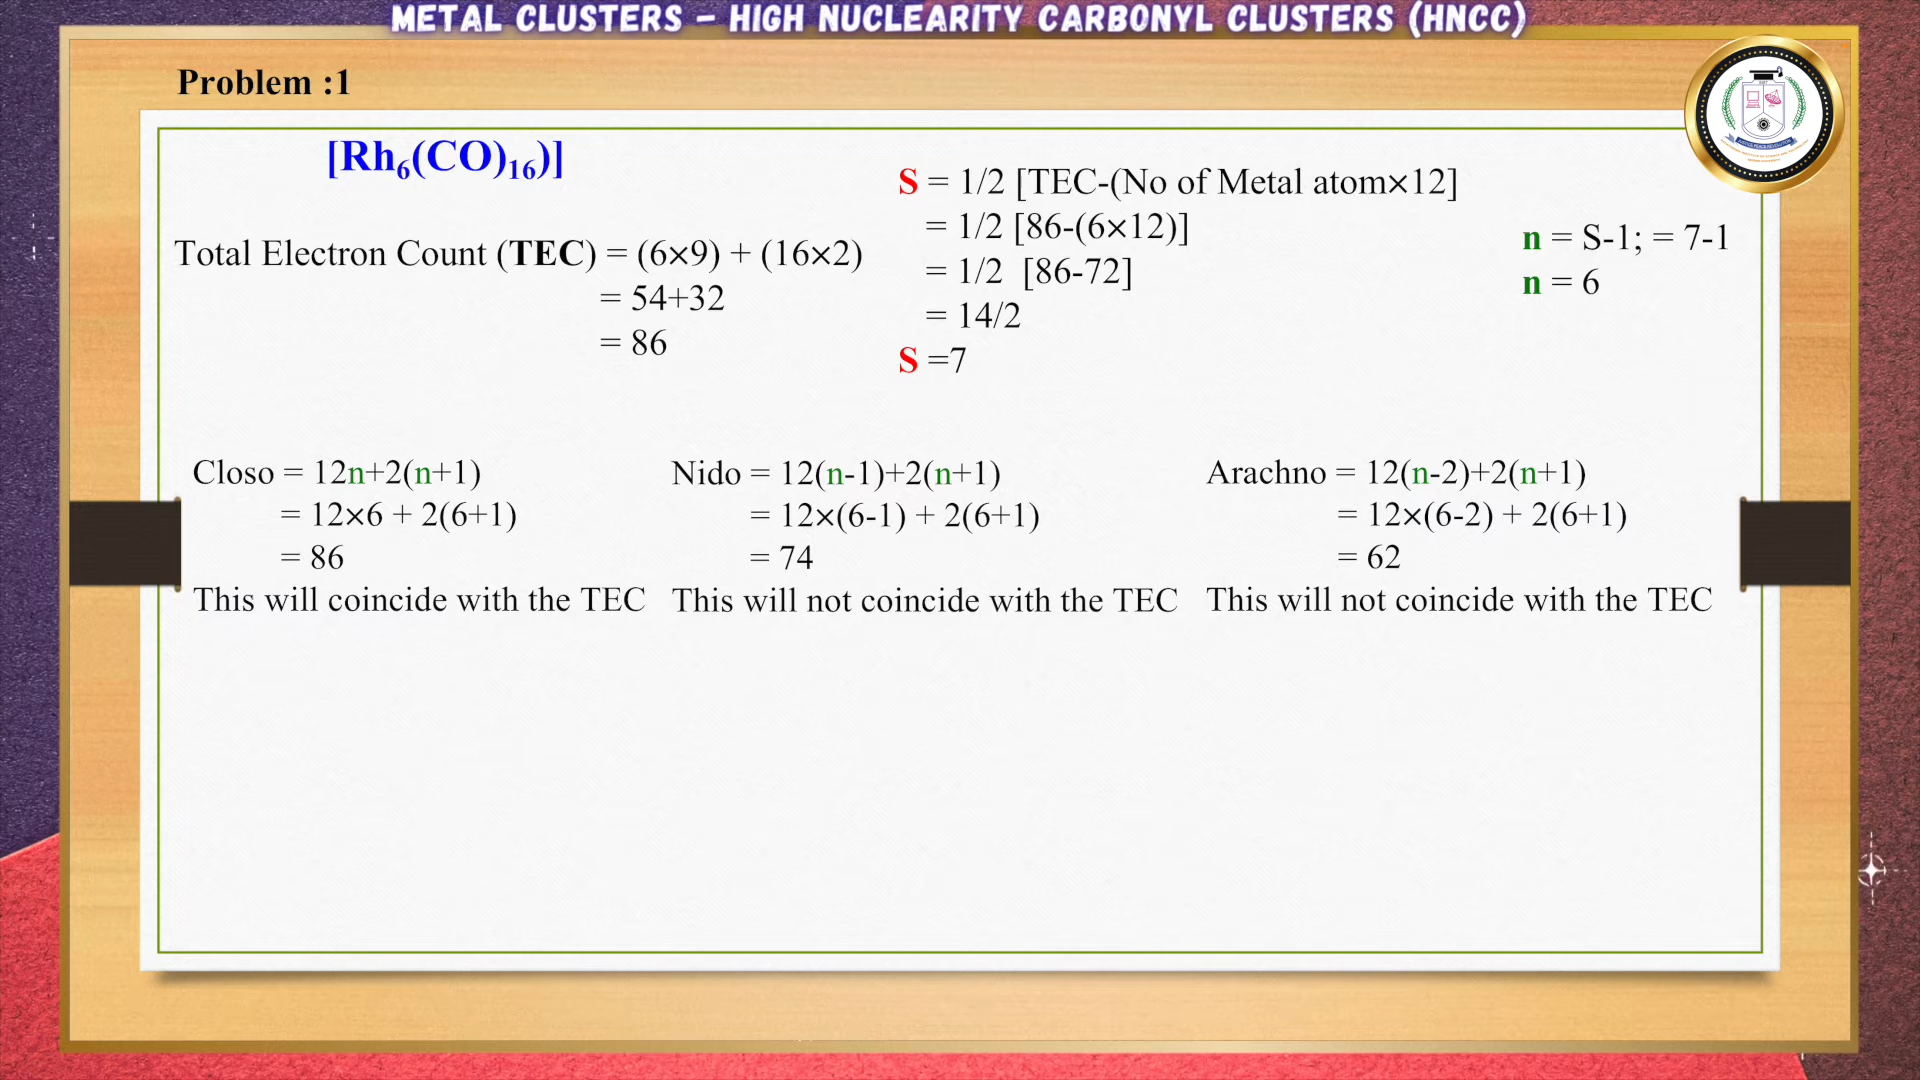 METAL CLUSTERS – HIGH NUCLEARITY CARBONYL CLUSTERS (HNCC)
Problem :1
[Rh₆(CO)₁₆)]
Total Electron Count (TEC) = (6×9) + (16×2)
= 54+32
= 86
S = 1/2 [TEC-(No of Metal atom×12]
= 1/2 [86-(6×12)]
= 1/2 [86-72]
= 14/2
S =7
n = S-1; = 7-1
n = 6
Closo = 12n+2(n+1)
= 12×6 + 2(6+1)
= 86
This will coincide with the TEC
Nido = 12(n-1)+2(n+1)
= 12×(6-1) + 2(6+1)
= 74
This will not coincide with the TEC
Arachno = 12(n-2)+2(n+1)
= 12×(6-2) + 2(6+1)
= 62
This will not coincide with the TEC